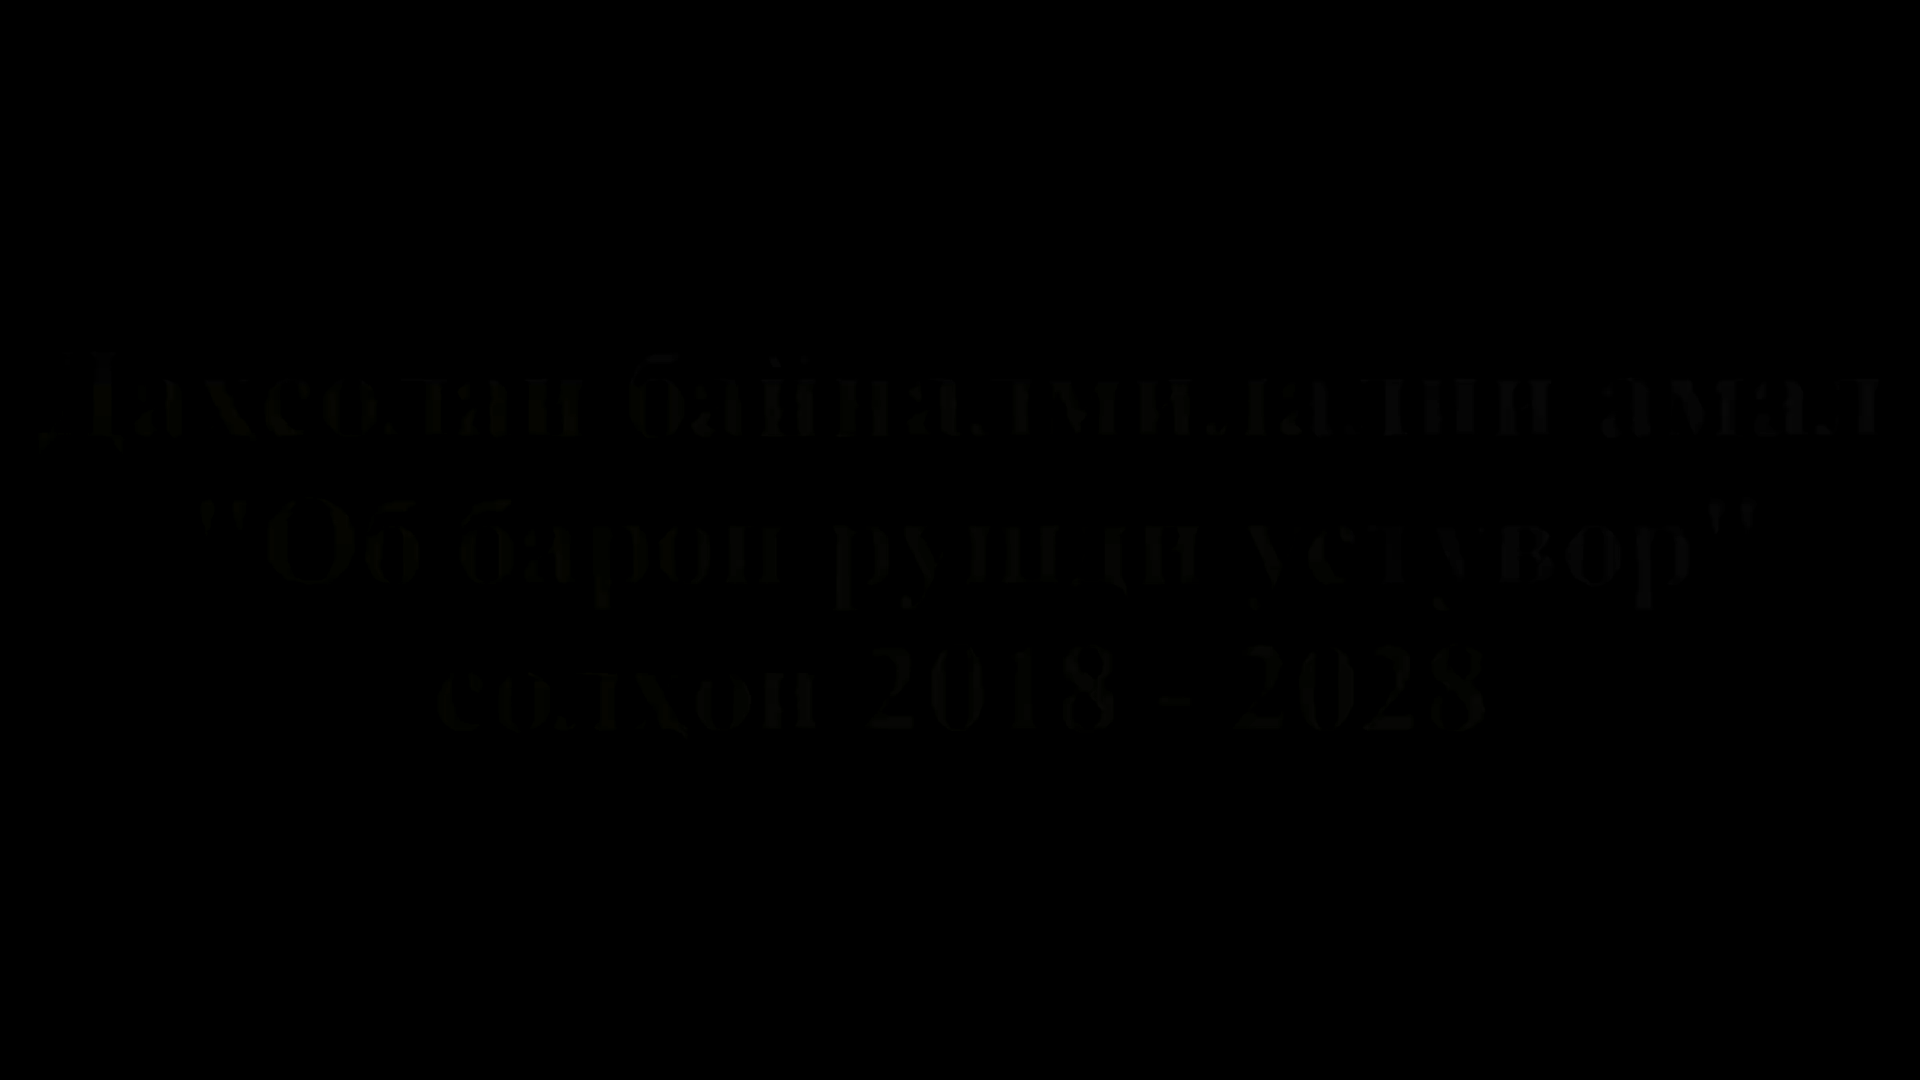 Даҳсолаи байналмилалии амал
"Об барои рушди устувор"
солҳои 2018 - 2028